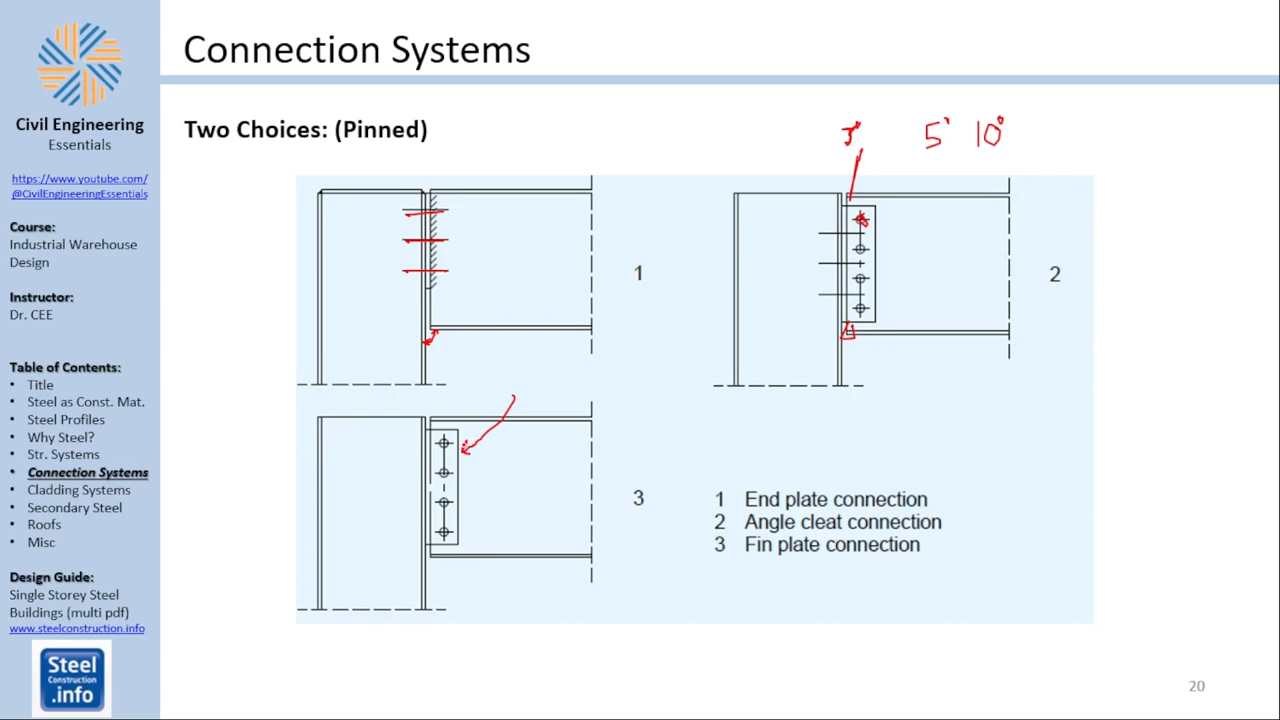 Connection Systems
Civil Engineering
Essentials
https://www.youtube.com/
@CivilEngineeringEssentials
Course:
Industrial Warehouse
Design
Instructor:
Dr. CEE
Table of Contents:
• Title
• Steel as Const. Mat.
• Steel Profiles
• Why Steel?
• Str. Systems
• Connection Systems
• Cladding Systems
• Secondary Steel
• Roofs
• Misc
Design Guide:
Single Storey Steel
Buildings (multi pdf)
www.steelconstruction.info
Steel
Construction
.info
Two Choices: (Pinned)
5° 10°
1
2
3
1 End plate connection
2 Angle cleat connection
3 Fin plate connection
20